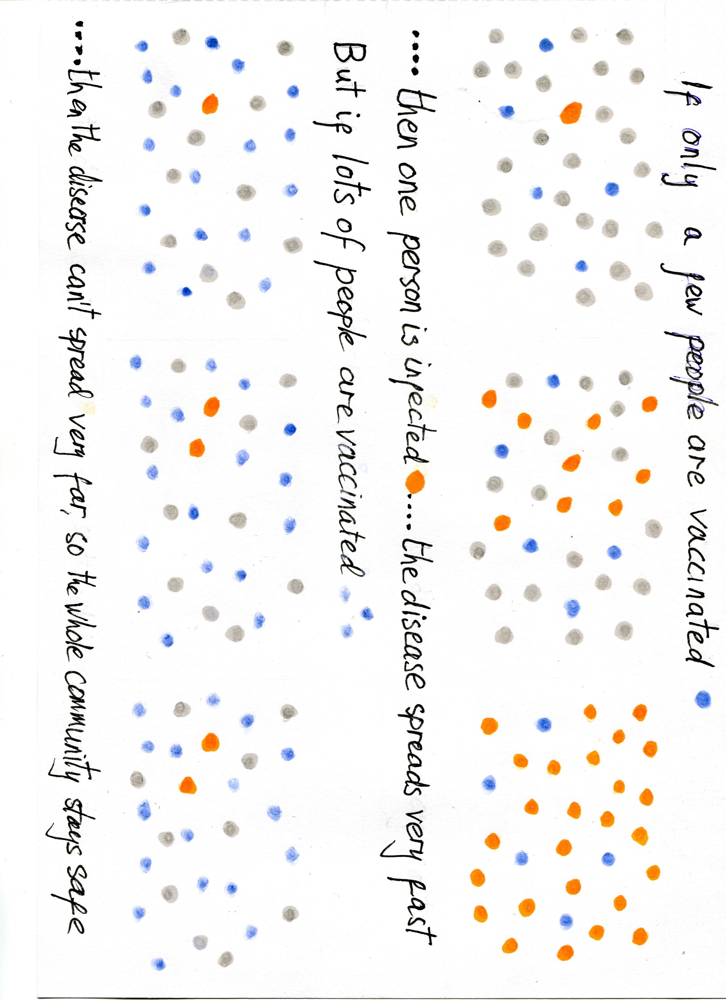 If only a few people are vaccinated
.... then one person is infected ..... the disease spreads very fast
But if lots of people are vaccinated
.....then the disease can't spread very far, so the whole community stays safe